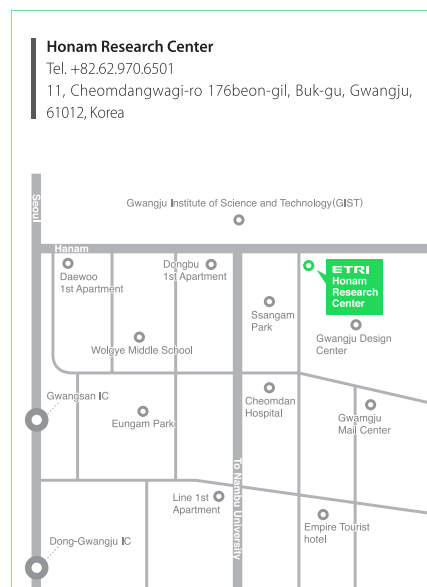 Honam Research Center
Tel. +82.62.970.6501
11, Cheomdangwagi-ro 176beon-gil, Buk-gu, Gwangju,
61012, Korea
Seoul
Gwangju Institute of Science and Technology(GIST)
Hanam
Daewoo
1st Apartment
Dongbu
1st Apartment
ETRI
Honam
Research
Center
Ssangam
Park
Gwangju Design
Center
Wolgye Middle School
Gwangsan IC
Eungam Park
Cheomdan
Hospital
Gwamgju
Mail Center
To Nambu University
Line 1st
Apartment
Empire Tourist
hotel
Dong-Gwangju IC